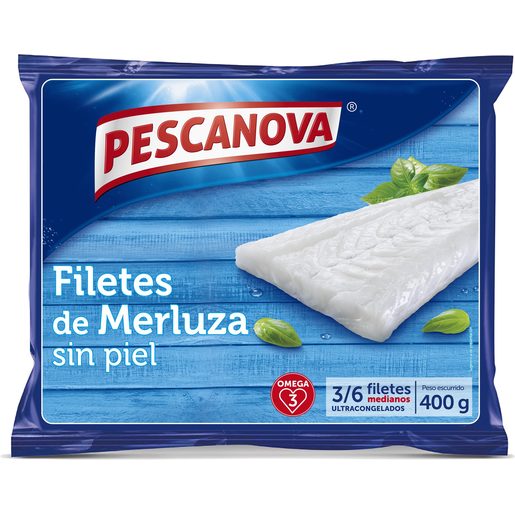 PESCANOVA®
Filetes
de Merluza
sin piel
OMEGA
3
3/6 filetes
medianos
ULTRACONGELADOS
Peso escurrido
400 g